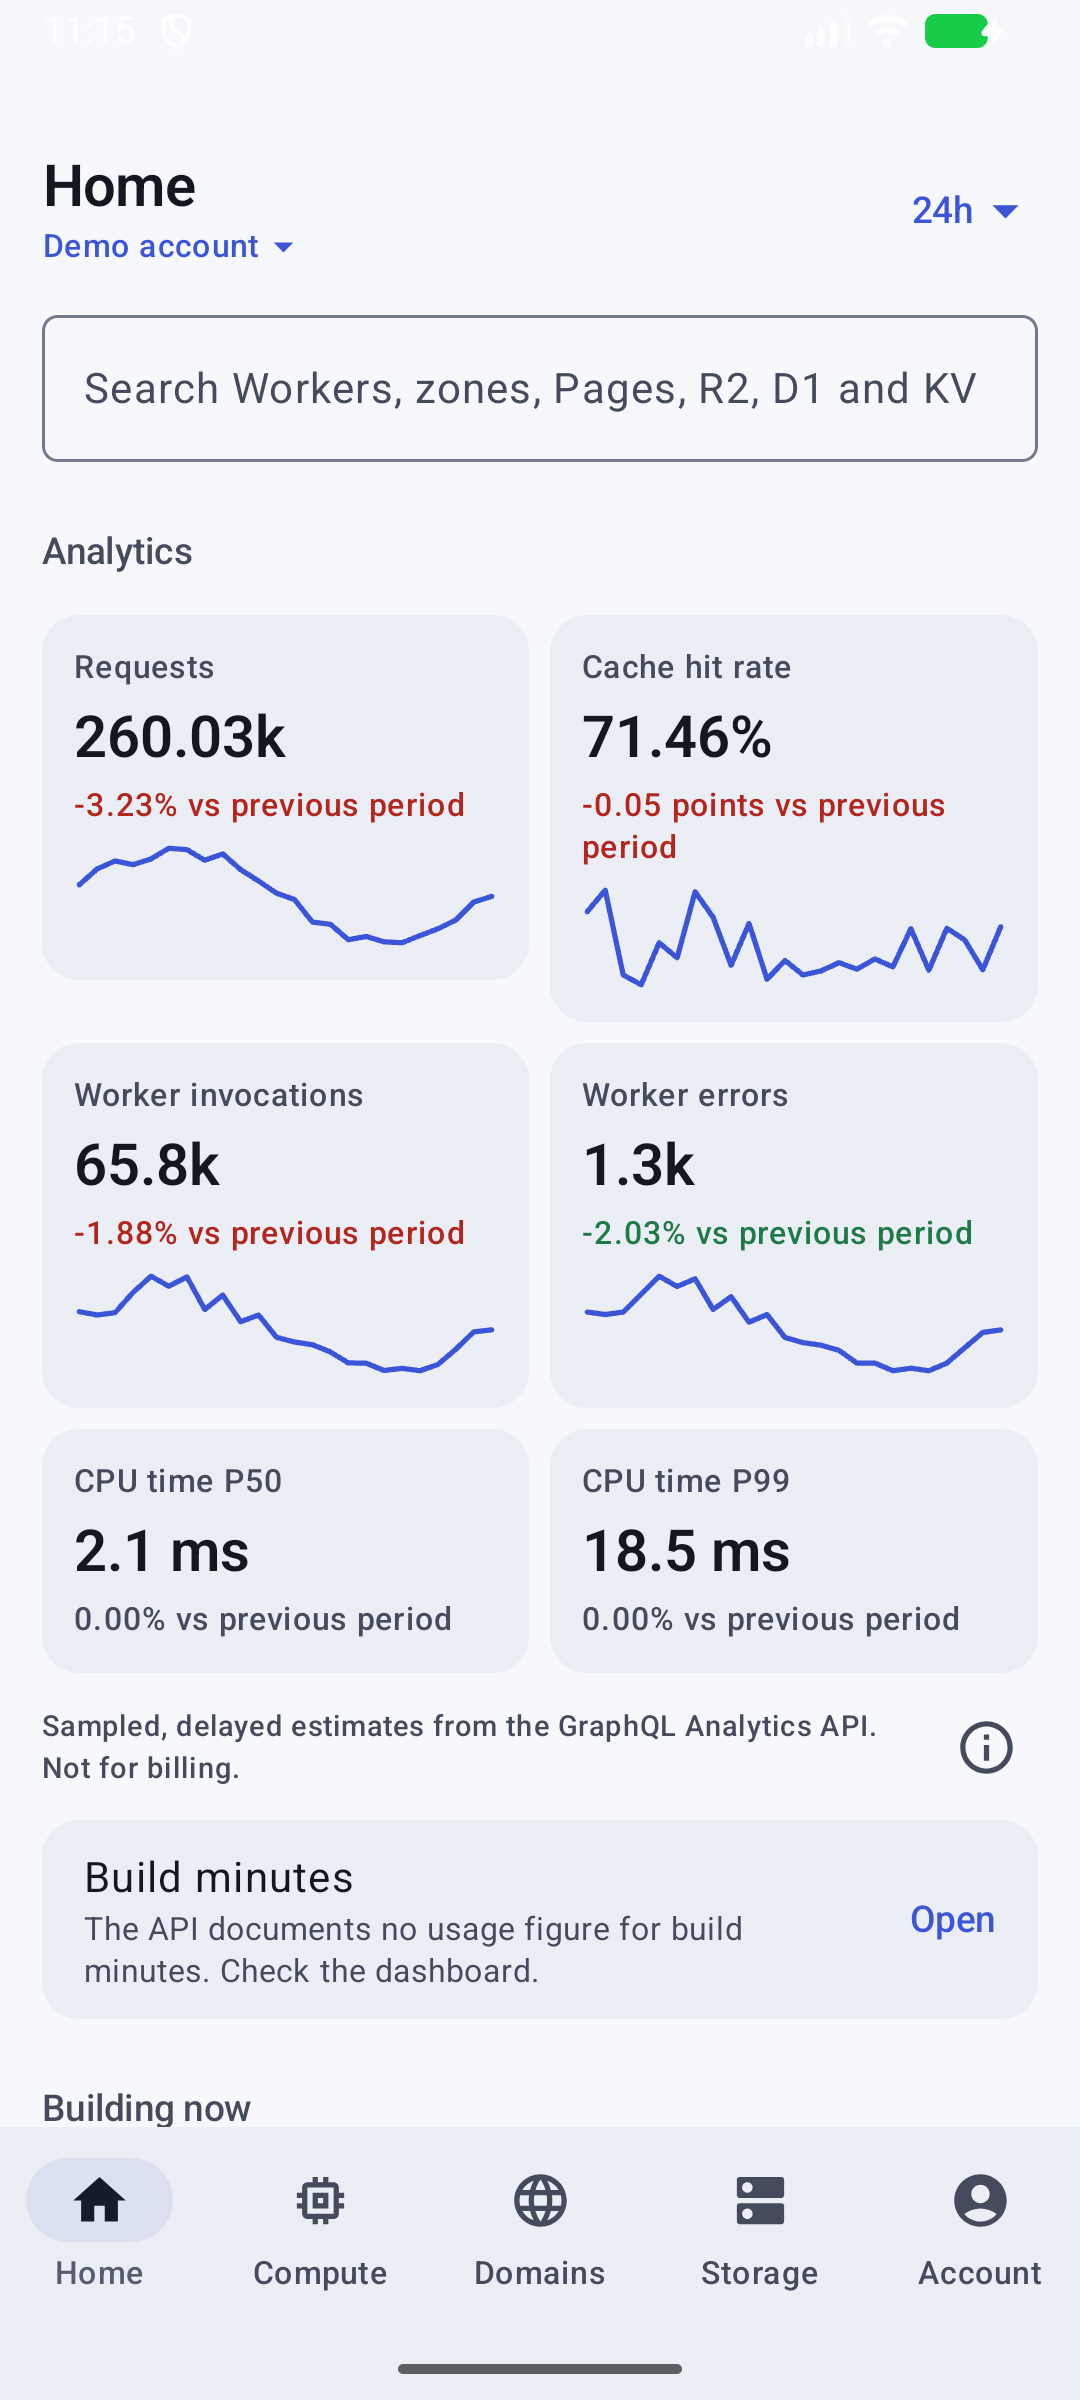 11:15
Home
24h
Demo account
Search Workers, zones, Pages, R2, D1 and KV
Analytics
Requests
260.03k
-3.23% vs previous period
Cache hit rate
71.46%
-0.05 points vs previous
period
Worker invocations
65.8k
-1.88% vs previous period
Worker errors
1.3k
-2.03% vs previous period
CPU time P50
2.1 ms
0.00% vs previous period
CPU time P99
18.5 ms
0.00% vs previous period
Sampled, delayed estimates from the GraphQL Analytics API.
Not for billing.
Build minutes
The API documents no usage figure for build
minutes. Check the dashboard.
Open
Building now
Home
Compute
Domains
Storage
Account